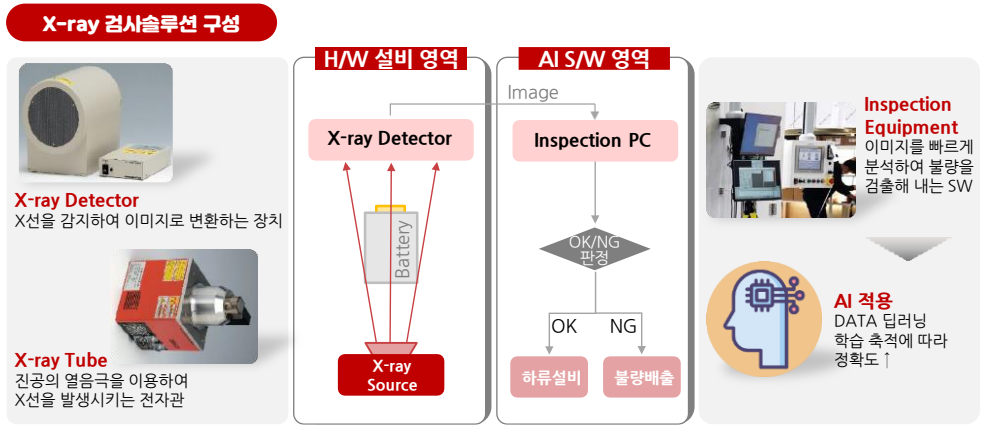 X-ray 검사솔루션 구성
X-ray Detector
X선을 감지하여 이미지로 변환하는 장치
X-ray Tube
진공의 열음극을 이용하여
X선을 발생시키는 전자관
H/W 설비 영역
X-ray Detector
Battery
X-ray
Source
AI S/W 영역
Image
Inspection PC
OK/NG
판정
OK
NG
하류설비
불량배출
Inspection
Equipment
이미지를 빠르게
분석하여 불량을
검출해 내는 SW
AI 적용
DATA 딥러닝
학습 축적에 따라
정확도↑